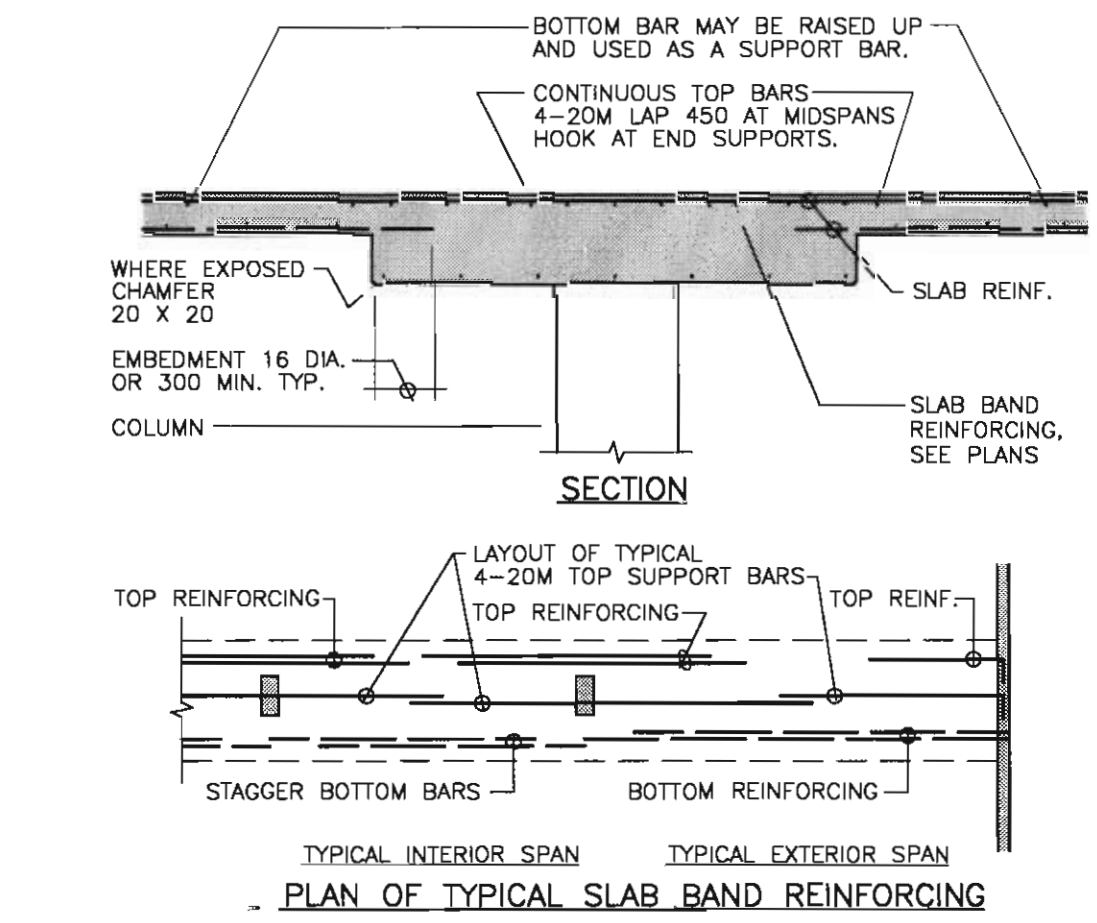 BOTTOM BAR MAY BE RAISED UP
AND USED AS A SUPPORT BAR.
CONTINUOUS TOP BARS
4-20M LAP 450 AT MIDSPANS
HOOK AT END SUPPORTS.
WHERE EXPOSED
CHAMFER
20 X 20
SLAB REINF.
EMBEDMENT 16 DIA.
OR 300 MIN. TYP.
COLUMN
SLAB BAND
REINFORCING,
SEE PLANS
SECTION
LAYOUT OF TYPICAL
4-20M TOP SUPPORT BARS
TOP REINFORCING
TOP REINFORCING
TOP REINF.
STAGGER BOTTOM BARS
BOTTOM REINFORCING
TYPICAL INTERIOR SPAN
TYPICAL EXTERIOR SPAN
PLAN OF TYPICAL SLAB BAND REINFORCING